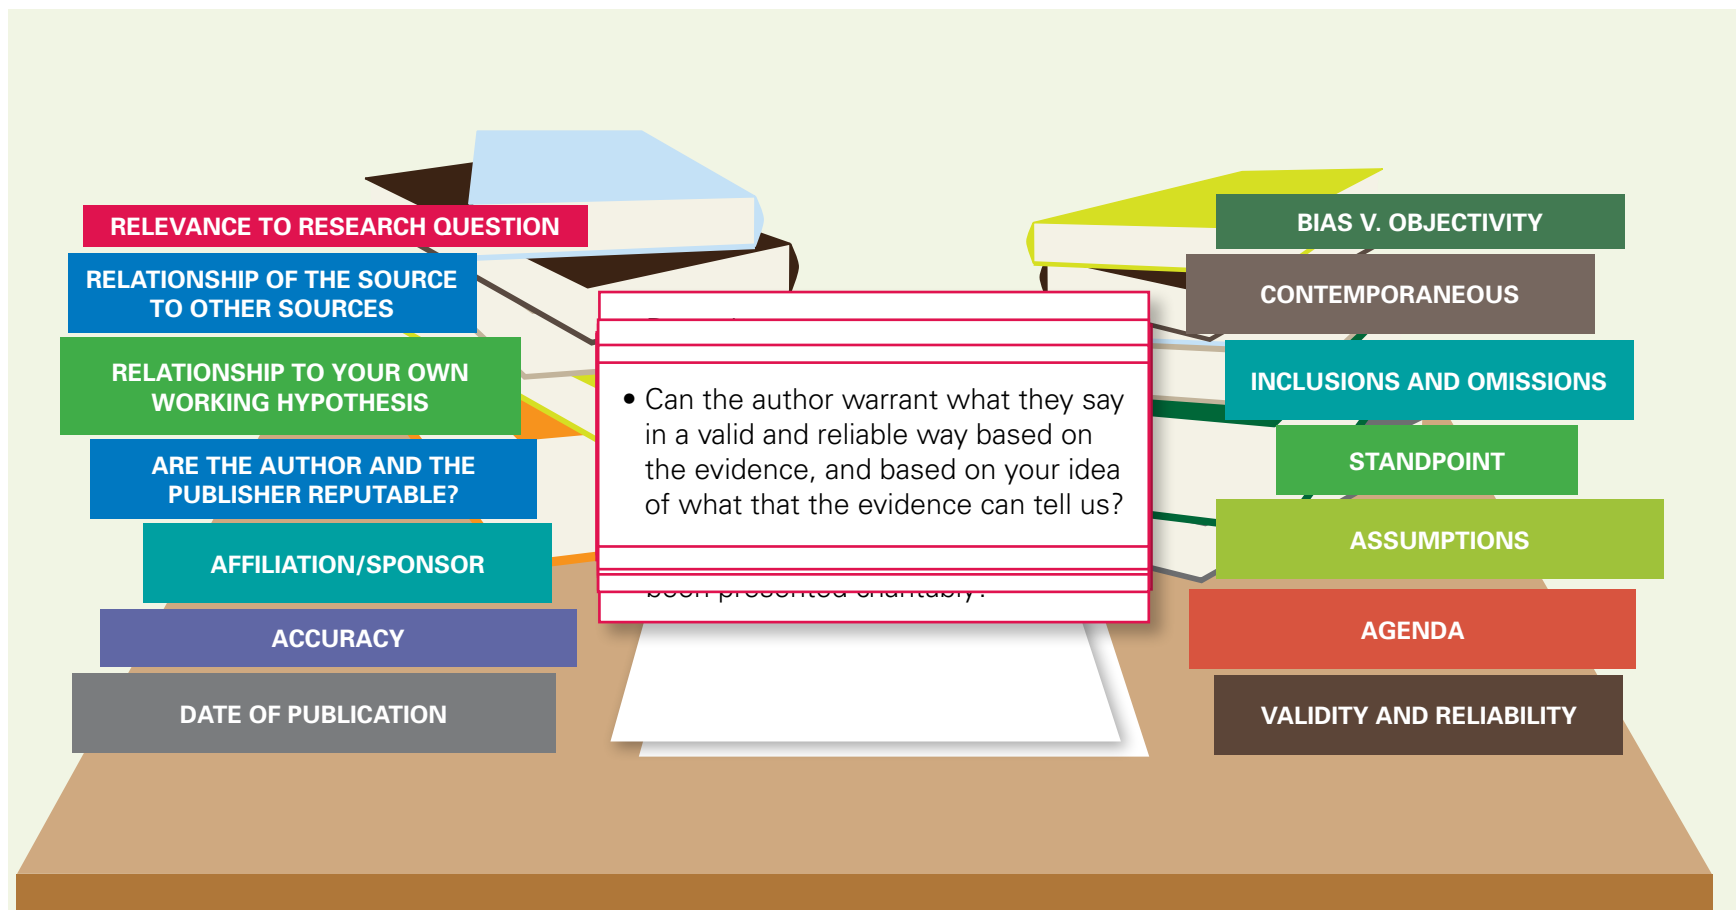 RELEVANCE TO RESEARCH QUESTION
RELATIONSHIP OF THE SOURCE
TO OTHER SOURCES
RELATIONSHIP TO YOUR OWN
WORKING HYPOTHESIS
ARE THE AUTHOR AND THE
PUBLISHER REPUTABLE?
AFFILIATION/SPONSOR
ACCURACY
DATE OF PUBLICATION
• Can the author warrant what they say
in a valid and reliable way based on
the evidence, and based on your idea
of what that the evidence can tell us?
been presented charitably?
BIAS V. OBJECTIVITY
CONTEMPORANEOUS
INCLUSIONS AND OMISSIONS
STANDPOINT
ASSUMPTIONS
AGENDA
VALIDITY AND RELIABILITY